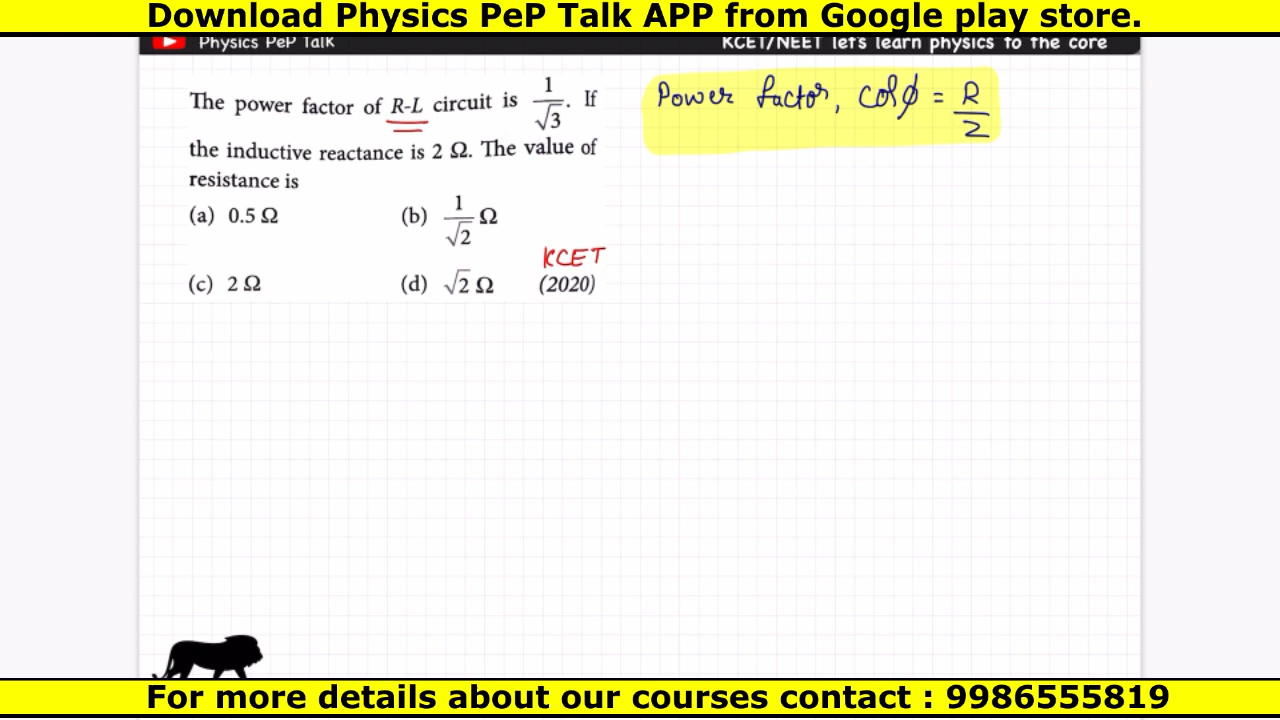 Download Physics PeP Talk APP from Google play store.
Physics PeP Talk
KCET/NEET let's learn physics to the core
The power factor of R-L circuit is 1/√3. If
the inductive reactance is 2 Ω. The value of
resistance is
(a) 0.5 Ω (b) 1/√2 Ω
(c) 2 Ω (d) √2 Ω
KCET
(2020)
Power factor, cosϕ = R/Z
For more details about our courses contact : 9986555819